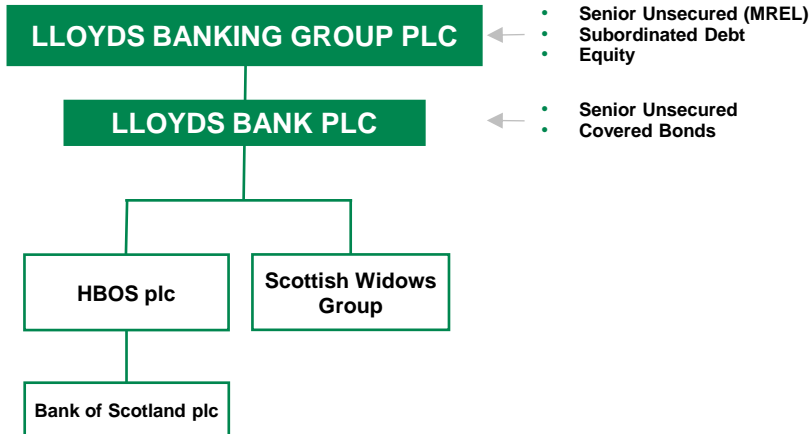 LLOYDS BANKING GROUP PLC
• Senior Unsecured (MREL)
• Subordinated Debt
• Equity
LLOYDS BANK PLC
• Senior Unsecured
• Covered Bonds
HBOS plc
Scottish Widows
Group
Bank of Scotland plc